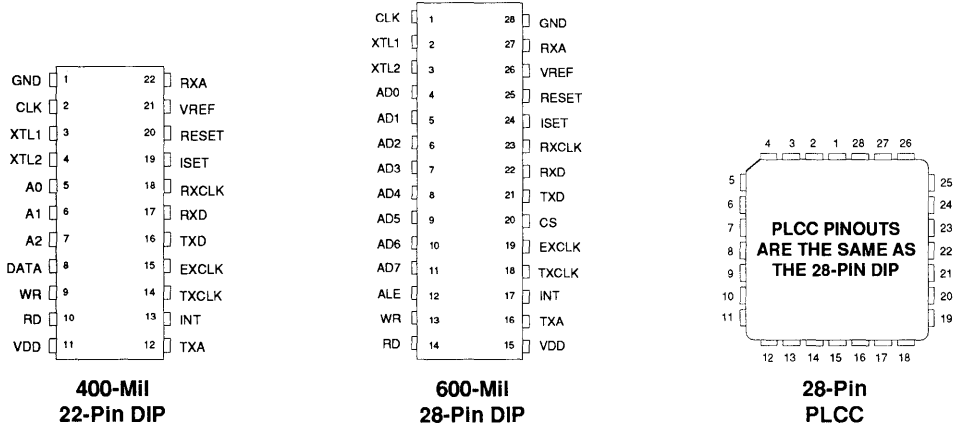 GND 1 22 RXA
CLK 2 21 VREF
XTL1 3 20 RESET
XTL2 4 19 ISET
A0 5 18 RXCLK
A1 6 17 RXD
A2 7 16 TXD
DATA 8 15 EXCLK
WR 9 14 TXCLK
RD 10 13 INT
VDD 11 12 TXA
400-Mil
22-Pin DIP
CLK 1 28 GND
XTL1 2 27 RXA
XTL2 3 26 VREF
AD0 4 25 RESET
AD1 5 24 ISET
AD2 6 23 RXCLK
AD3 7 22 RXD
AD4 8 21 TXD
AD5 9 20 CS
AD6 10 19 EXCLK
AD7 11 18 TXCLK
ALE 12 17 INT
WR 13 16 TXA
RD 14 15 VDD
600-Mil
28-Pin DIP
4 3 2 1 28 27 26
5 25
6 24
7 23
8 22
9 21
10 20
11 19
PLCC PINOUTS
ARE THE SAME AS
THE 28-PIN DIP
12 13 14 15 16 17 18
28-Pin
PLCC